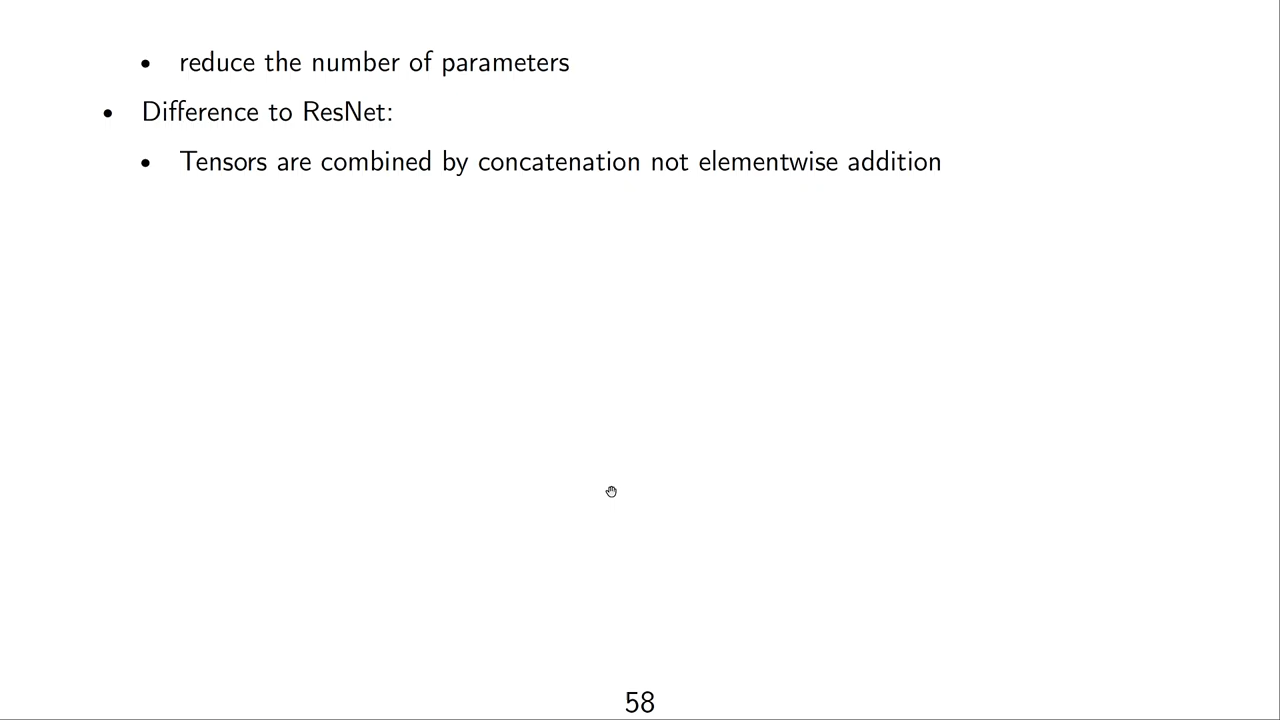 • reduce the number of parameters
• Difference to ResNet:
• Tensors are combined by concatenation not elementwise addition
58